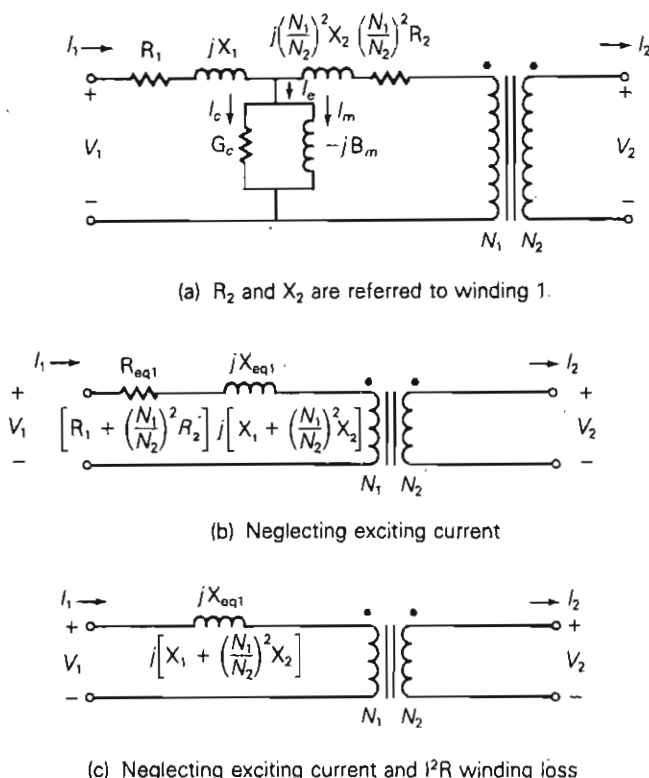 I₁ → R₁ jX₁ j(N₁/N₂)²X₂ (N₁/N₂)²R₂ → I₂
+ I_c ↓ ↓ I_e ↓ I_m +
V₁ G_c -jB_m V₂
− −
N₁ N₂
(a) R₂ and X₂ are referred to winding 1.
I₁ → R_eq1 jX_eq1 → I₂
+ +
V₁ [R₁ + (N₁/N₂)²R₂] j[X₁ + (N₁/N₂)²X₂] V₂
− −
N₁ N₂
(b) Neglecting exciting current
I₁ → jX_eq1 → I₂
+ +
V₁ j[X₁ + (N₁/N₂)²X₂] V₂
− −
N₁ N₂
(c) Neglecting exciting current and I²R winding loss